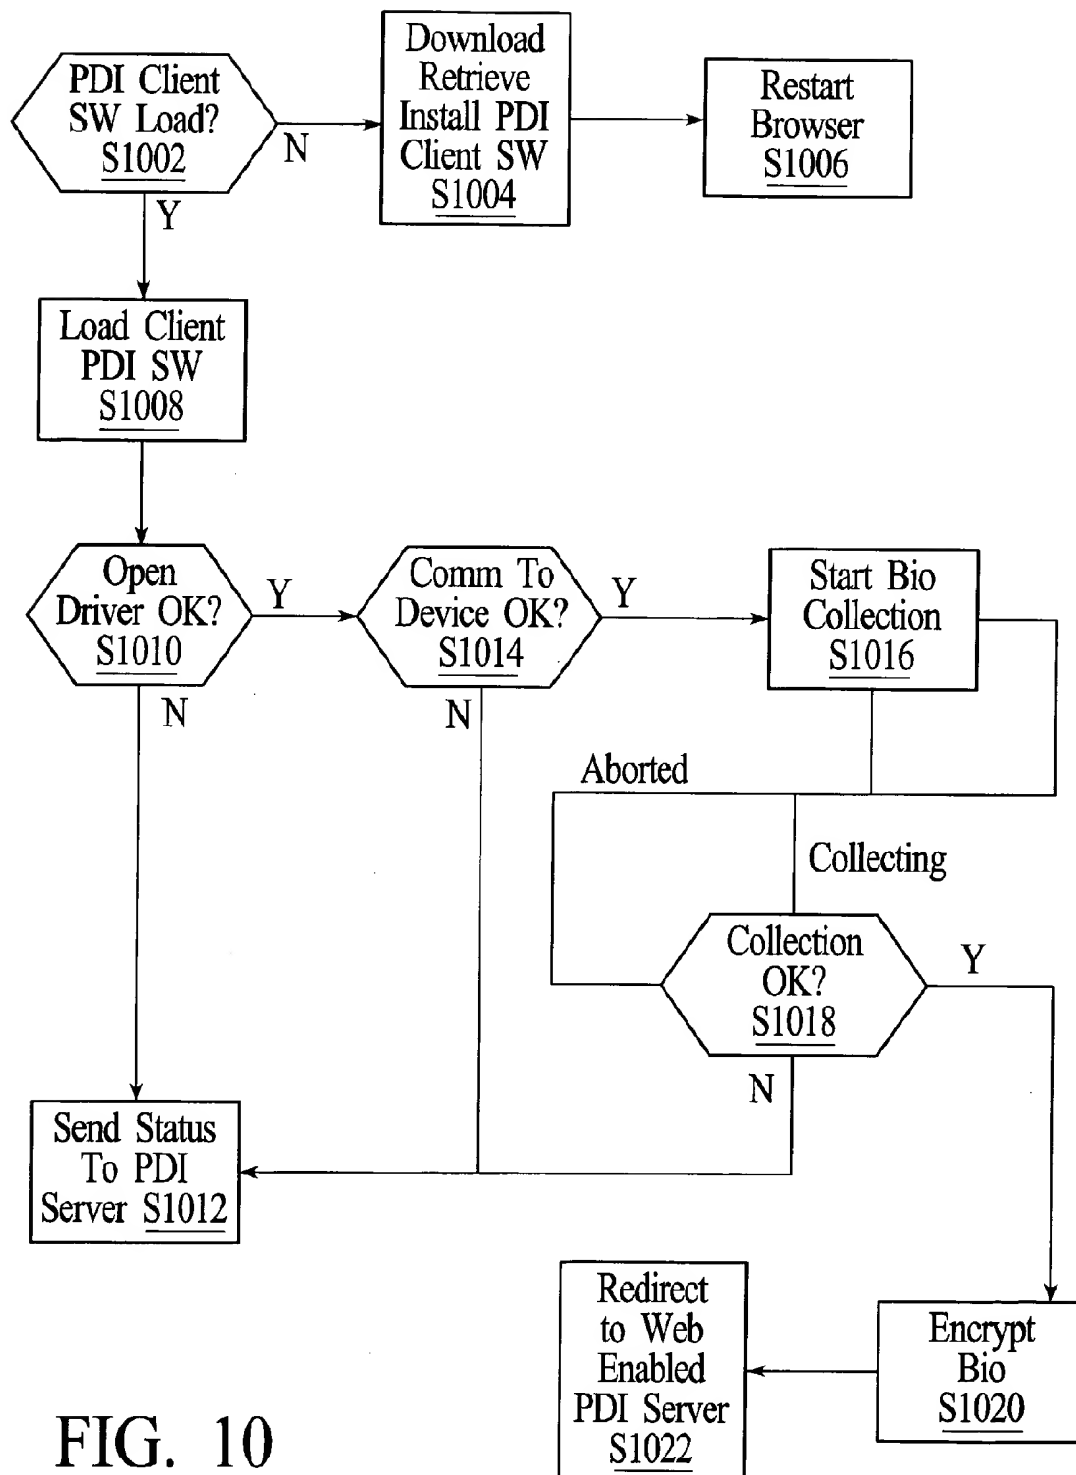 PDI Client
SW Load?
S1002
N
Y
Download
Retrieve
Install PDI
Client SW
S1004
Restart
Browser
S1006
Load Client
PDI SW
S1008
Open
Driver OK?
S1010
Y
N
Comm To
Device OK?
S1014
Y
N
Start Bio
Collection
S1016
Aborted
Collecting
Collection
OK?
S1018
Y
N
Send Status
To PDI
Server S1012
Encrypt
Bio
S1020
Redirect
to Web
Enabled
PDI Server
S1022
FIG. 10